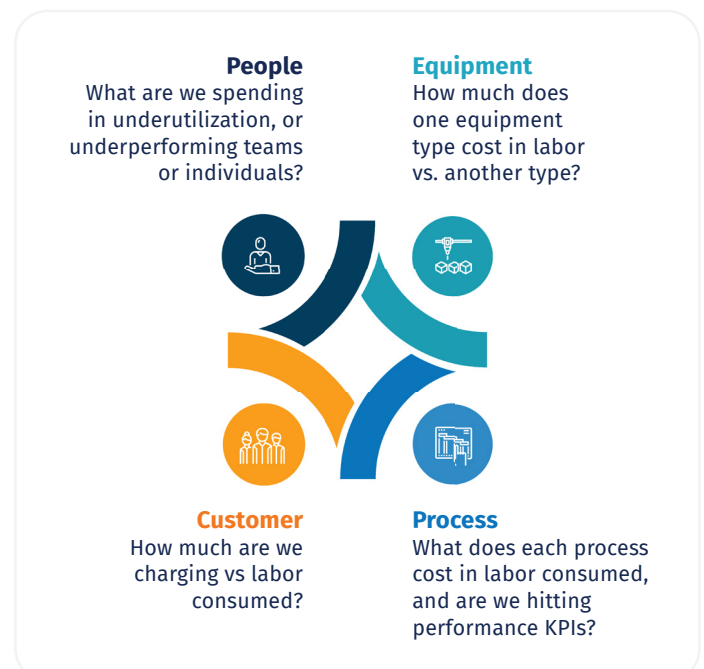 People
What are we spending
in underutilization, or
underperforming teams
or individuals?
Equipment
How much does
one equipment
type cost in labor
vs. another type?
Customer
How much are we
charging vs labor
consumed?
Process
What does each process
cost in labor consumed,
and are we hitting
performance KPIs?